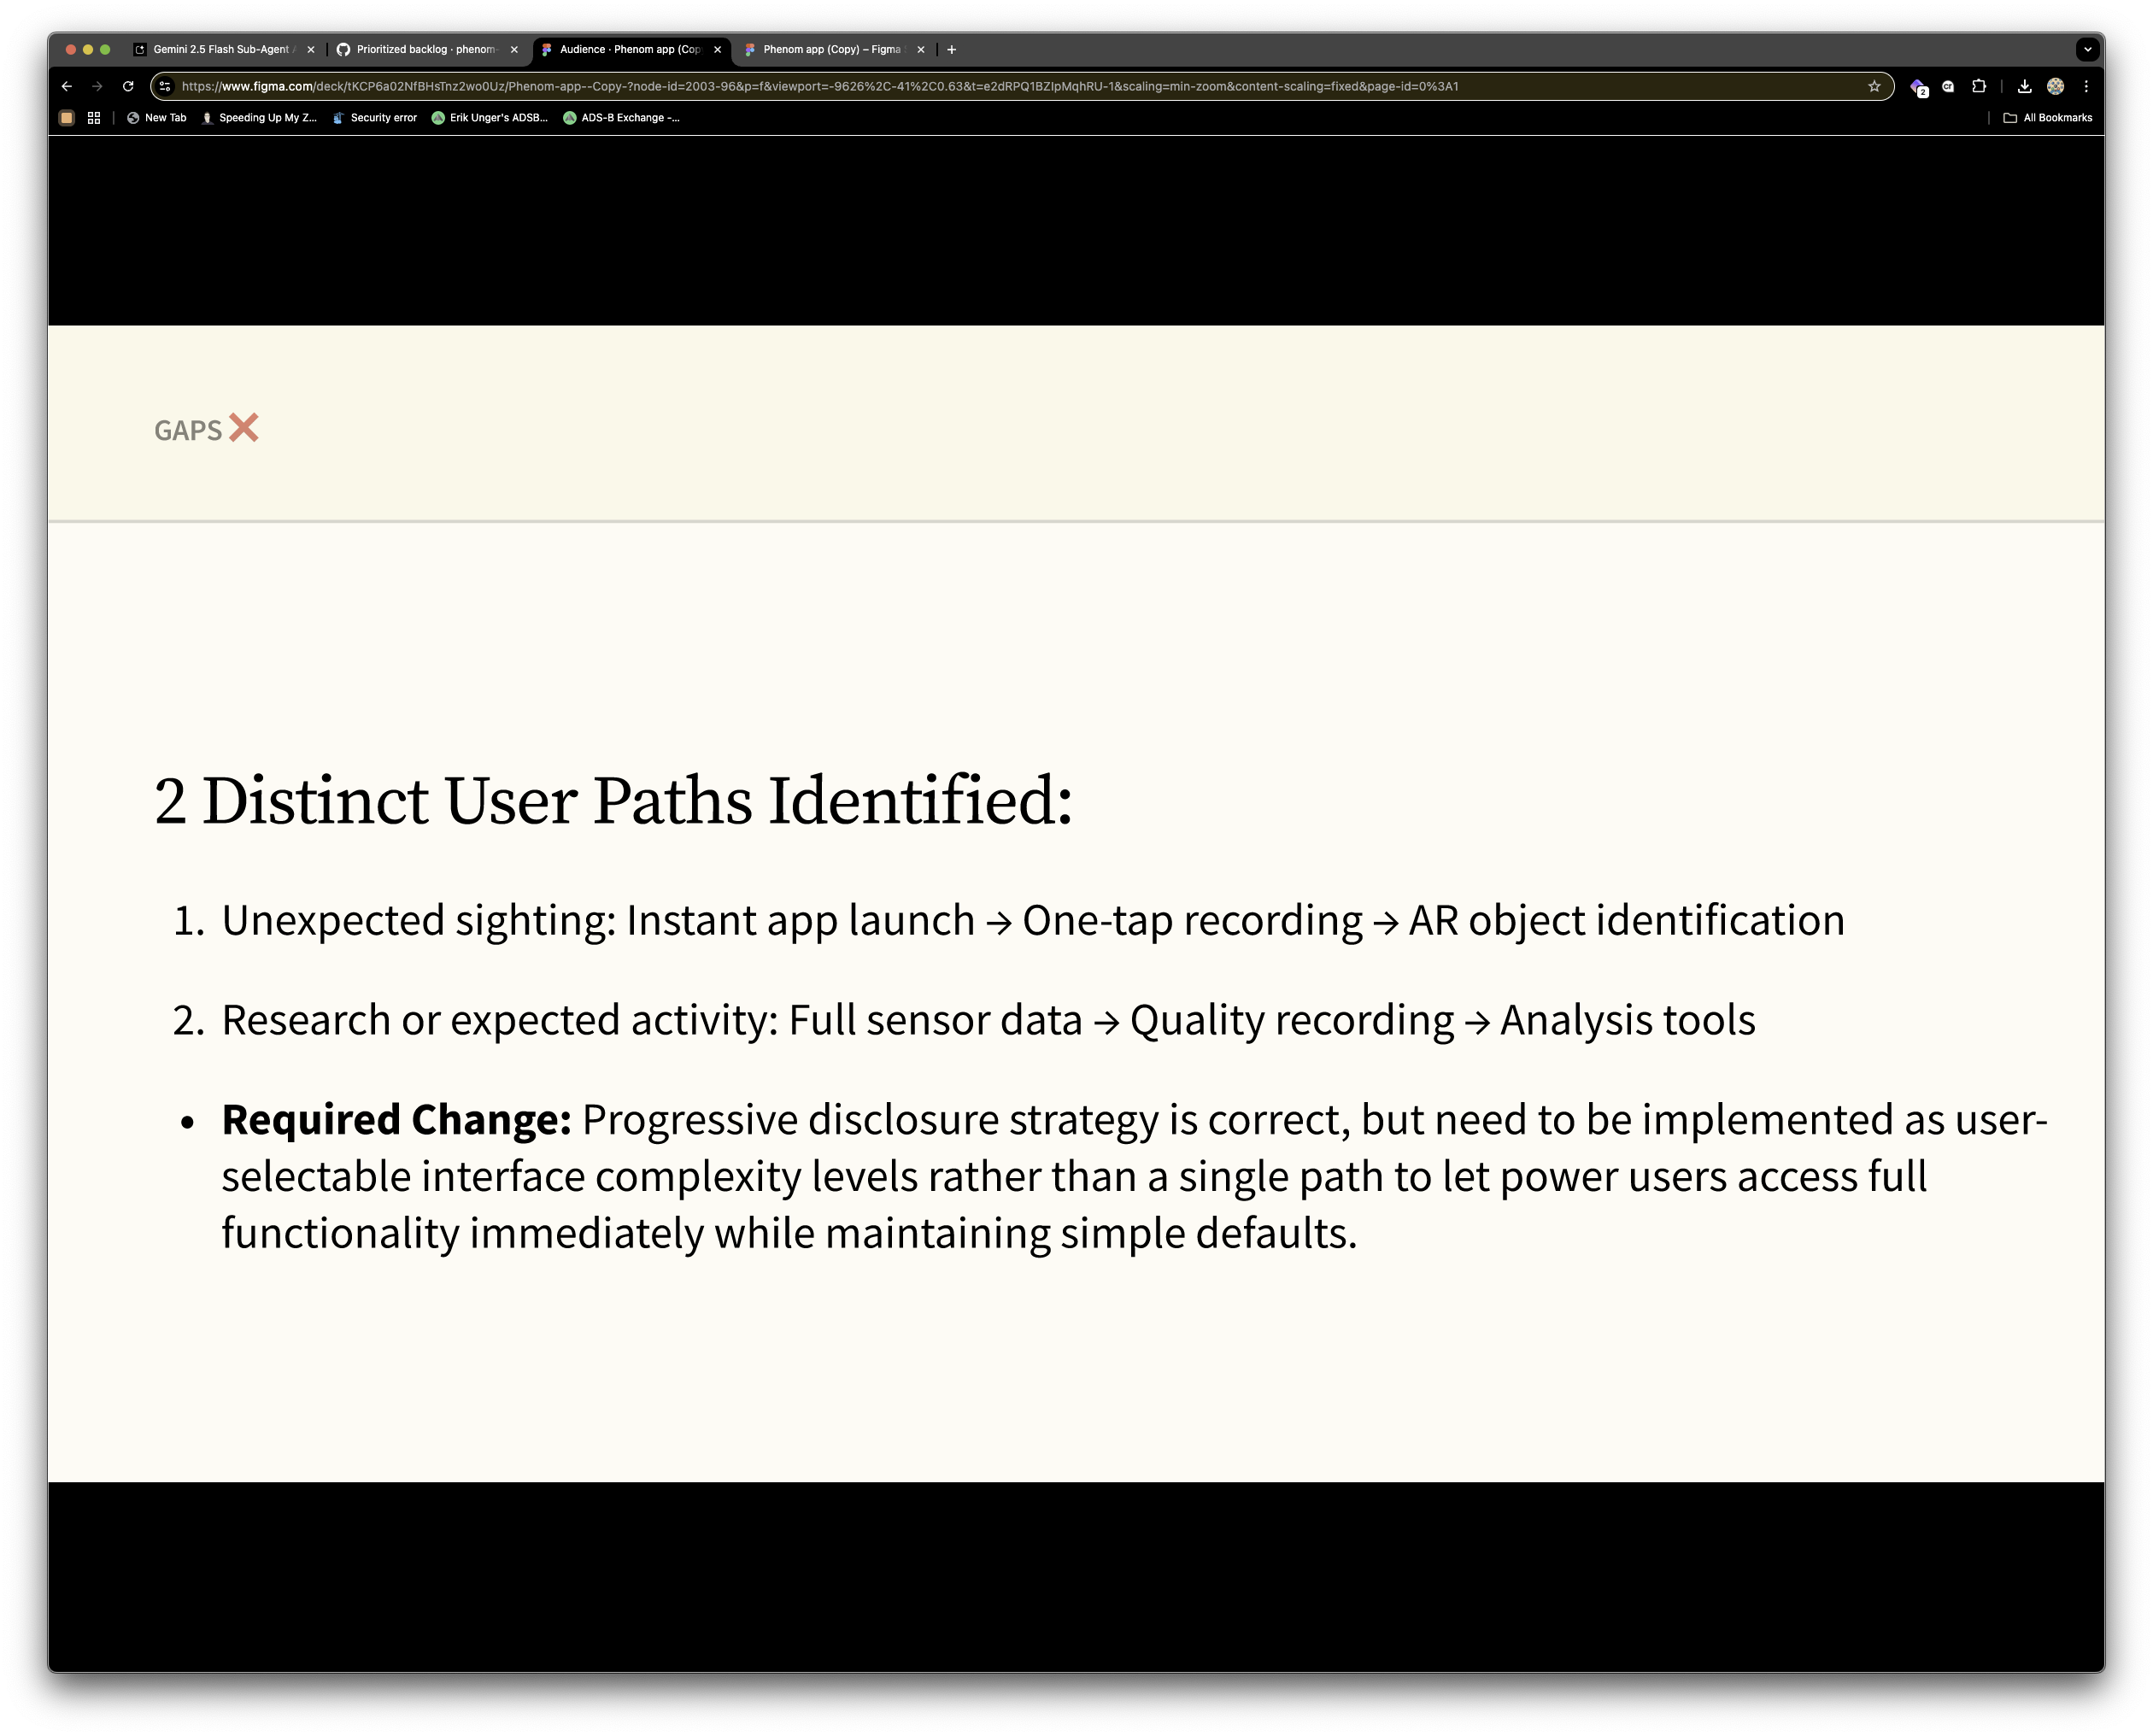 Gemini 2.5 Flash Sub-Agent
Prioritized backlog · phenom-
Audience · Phenom app (Cop
Phenom app (Copy) – Figma
https://www.figma.com/deck/tKCP6a02NfBHsTnz2wo0Uz/Phenom-app--Copy-?node-id=2003-96&p=f&viewport=-9626%2C-41%2C0.63&t=e2dRPQ1BZIpMqhRU-1&scaling=min-zoom&content-scaling=fixed&page-id=0%3A1
2
New Tab
Speeding Up My Z...
Security error
Erik Unger's ADSB...
ADS-B Exchange -...
All Bookmarks
GAPS ❌
2 Distinct User Paths Identified:
1. Unexpected sighting: Instant app launch → One-tap recording → AR object identification
2. Research or expected activity: Full sensor data → Quality recording → Analysis tools
• Required Change: Progressive disclosure strategy is correct, but need to be implemented as user-
selectable interface complexity levels rather than a single path to let power users access full
functionality immediately while maintaining simple defaults.